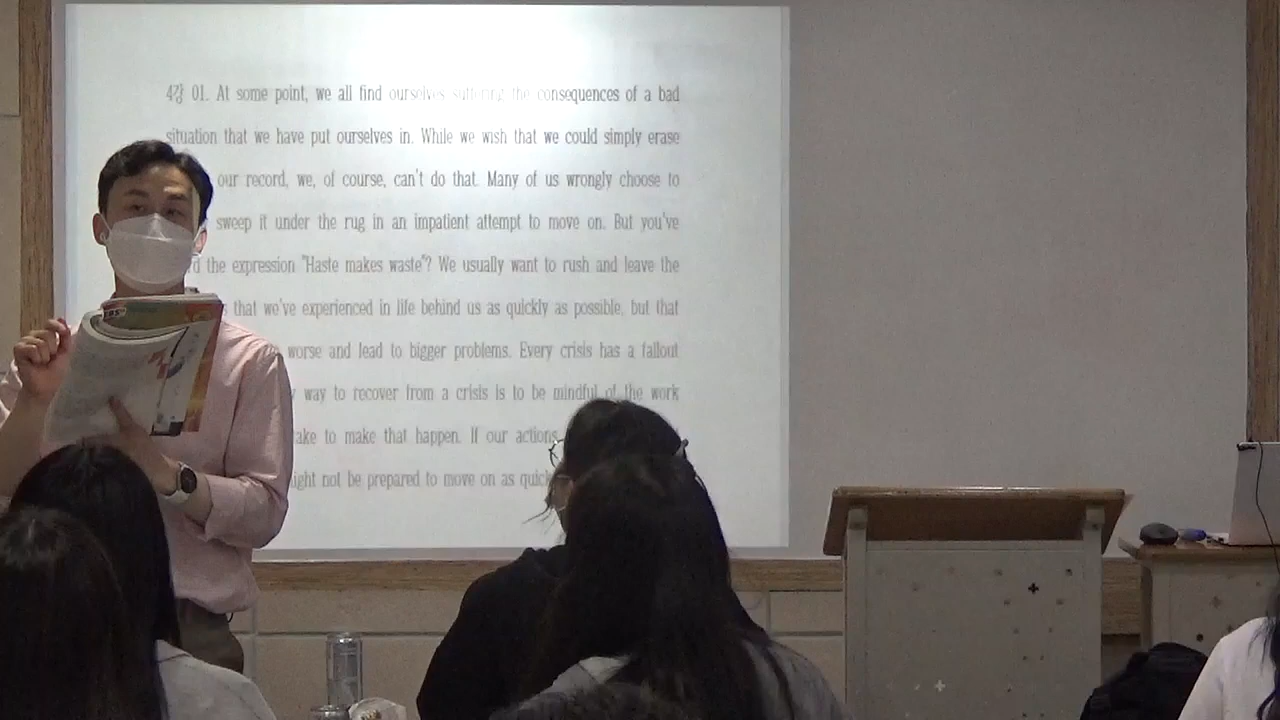 4강 01. At some point, we all find ourselves suffering the consequences of a bad
situation that we have put ourselves in. While we wish that we could simply erase
our record, we, of course, can't do that. Many of us wrongly choose to
sweep it under the rug in an impatient attempt to move on. But you've
the expression "Haste makes waste"? We usually want to rush and leave the
that we've experienced in life behind us as quickly as possible, but that
worse and lead to bigger problems. Every crisis has a fallout
way to recover from a crisis is to be mindful of the work
to make that happen. If our actions
not be prepared to move on as
EBS